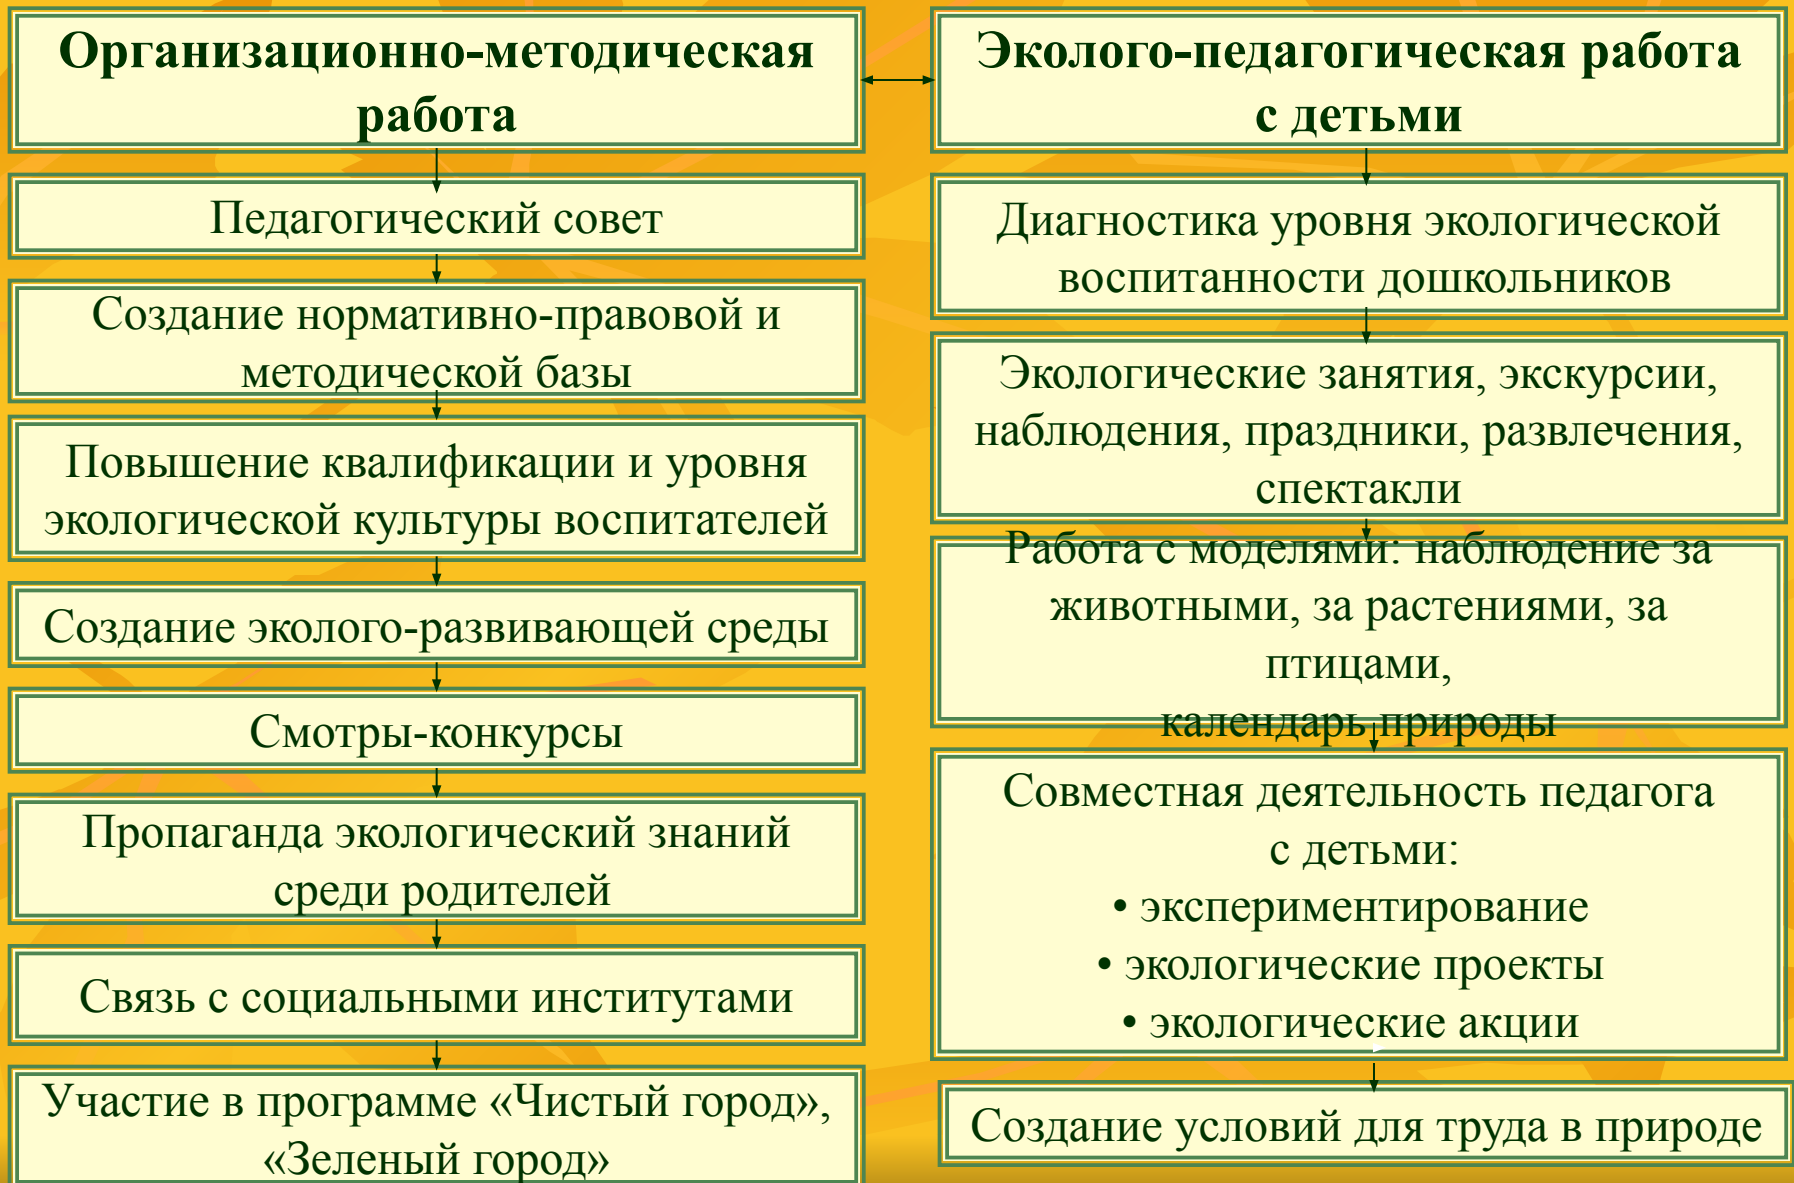 Организационно-методическая
работа
Педагогический совет
Создание нормативно-правовой и
методической базы
Повышение квалификации и уровня
экологической культуры воспитателей
Создание эколого-развивающей среды
Смотры-конкурсы
Пропаганда экологический знаний
среди родителей
Связь с социальными институтами
Участие в программе «Чистый город»,
«Зеленый город»
Эколого-педагогическая работа
с детьми
Диагностика уровня экологической
воспитанности дошкольников
Экологические занятия, экскурсии,
наблюдения, праздники, развлечения,
спектакли
Работа с моделями: наблюдение за
животными, за растениями, за
птицами,
календарь природы
Совместная деятельность педагога
с детьми:
• экспериментирование
• экологические проекты
• экологические акции
Создание условий для труда в природе